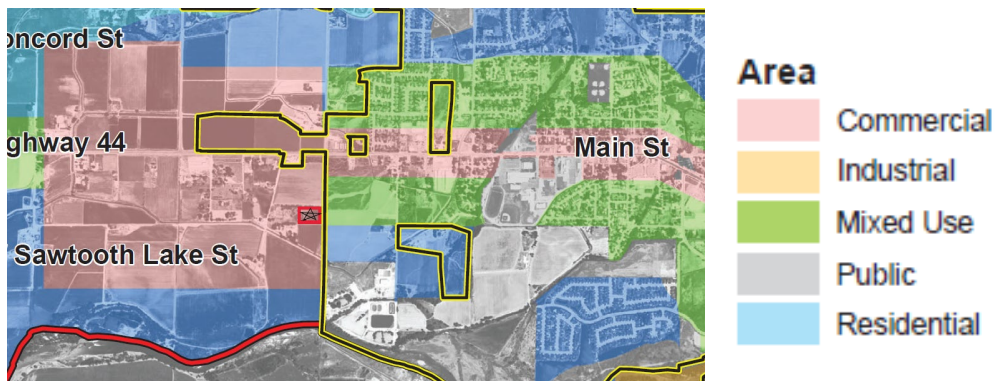 oncord St
ghway 44
Main St
Sawtooth Lake St
Area
Commercial
Industrial
Mixed Use
Public
Residential